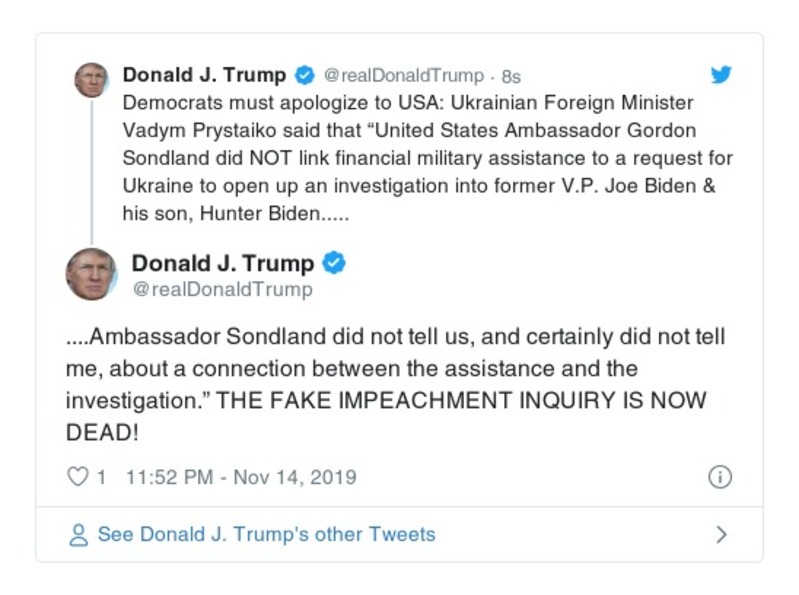 Donald J. Trump @realDonaldTrump · 8s
Democrats must apologize to USA: Ukrainian Foreign Minister
Vadym Prystaiko said that “United States Ambassador Gordon
Sondland did NOT link financial military assistance to a request for
Ukraine to open up an investigation into former V.P. Joe Biden &
his son, Hunter Biden.....
Donald J. Trump
@realDonaldTrump
....Ambassador Sondland did not tell us, and certainly did not tell
me, about a connection between the assistance and the
investigation.” THE FAKE IMPEACHMENT INQUIRY IS NOW
DEAD!
1 11:52 PM - Nov 14, 2019
See Donald J. Trump's other Tweets